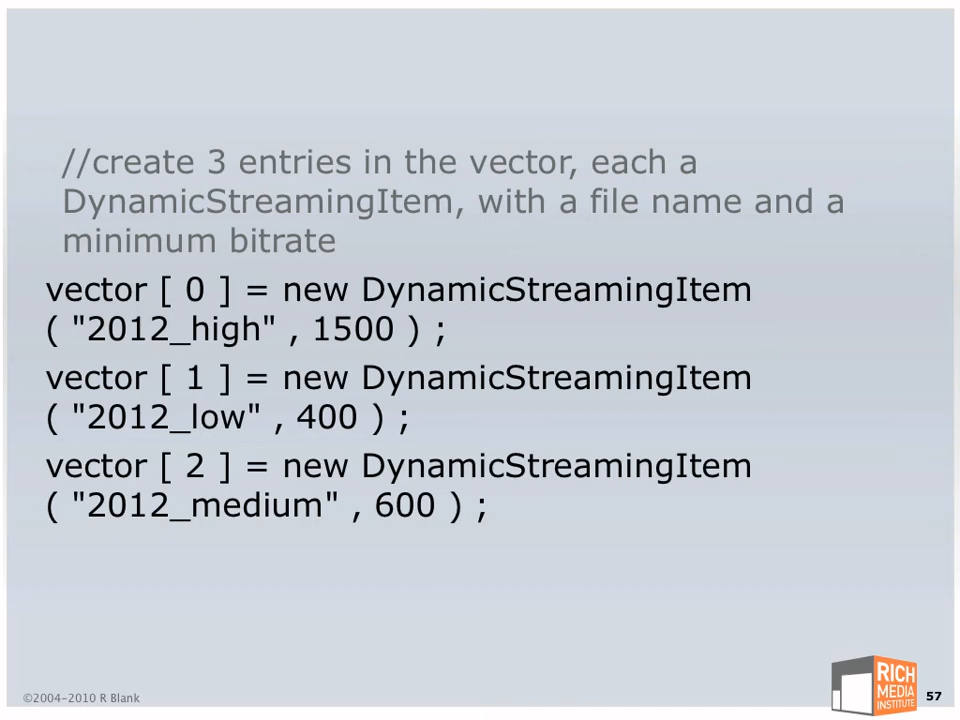 //create 3 entries in the vector, each a
DynamicStreamingItem, with a file name and a
minimum bitrate
vector [ 0 ] = new DynamicStreamingItem
( "2012_high" , 1500 ) ;
vector [ 1 ] = new DynamicStreamingItem
( "2012_low" , 400 ) ;
vector [ 2 ] = new DynamicStreamingItem
( "2012_medium" , 600 ) ;
©2004-2010 R Blank
RICH
MEDIA
INSTITUTE
57